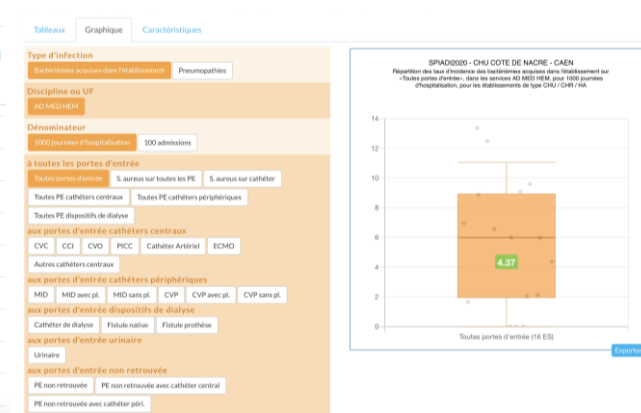 Tableaux Graphique Caractéristiques
Type d'infection
Bactériémies acquises dans l'établissement Pneumopathies
Discipline ou UF
AD MED HEM
Dénominateur
1000 journées d'hospitalisation 100 admissions
à toutes les portes d'entrée
Toutes portes d'entrée S. aureus sur toutes les PE S. aureus sur cathéter
Toutes PE cathéters centraux Toutes PE cathéters périphériques
Toutes PE dispositifs de dialyse
aux portes d'entrée cathéters centraux
CVC CCI CVO PICC Cathéter Artériel ECMO
Autres cathéters centraux
aux portes d'entrée cathéters périphériques
MID MID avec pl. MID sans pl. CVP CVP avec pl. CVP sans pl.
aux portes d'entrée dispositifs de dialyse
Cathéter de dialyse Fistule native Fistule prothèse
aux portes d'entrée urinaire
Urinaire
aux portes d'entrée non retrouvée
PE non retrouvée PE non retrouvée avec cathéter central
PE non retrouvée avec cathéter péri.
SPIADI2020 - CHU COTE DE NACRE - CAEN
Répartition des taux d'incidence des bactériémies acquises dans l'établissement sur
«Toutes portes d'entrée», dans les services AD MED HEM, pour 1000 journées
d'hospitalisation, pour les établissements de type CHU / CHR / HA
14
12
10
8
6
4.37
4
2
0
Toutes portes d'entrée (16 ES)
Exporter